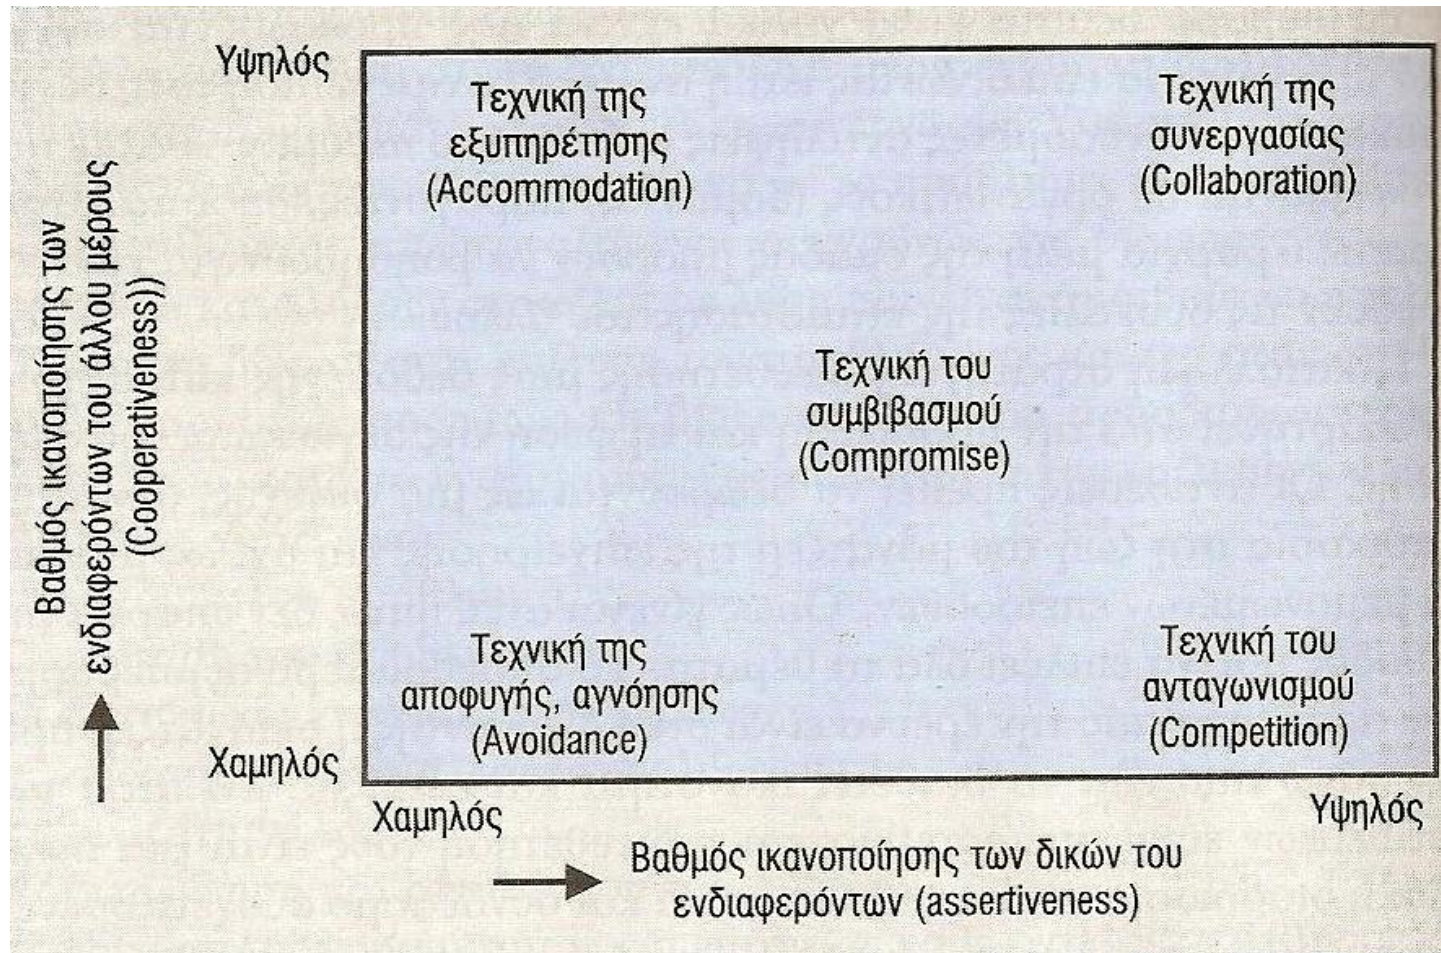 Υψηλός
Τεχνική της
εξυπηρέτησης
(Accommodation)
Τεχνική της
συνεργασίας
(Collaboration)
Βαθμός ικανοποίησης των
ενδιαφερόντων του άλλου μέρους
(Cooperativeness))
Τεχνική του
συμβιβασμού
(Compromise)
Τεχνική της
αποφυγής, αγνόησης
(Avoidance)
Τεχνική του
ανταγωνισμού
(Competition)
Χαμηλός
Χαμηλός
Υψηλός
Βαθμός ικανοποίησης των δικών του
ενδιαφερόντων (assertiveness)